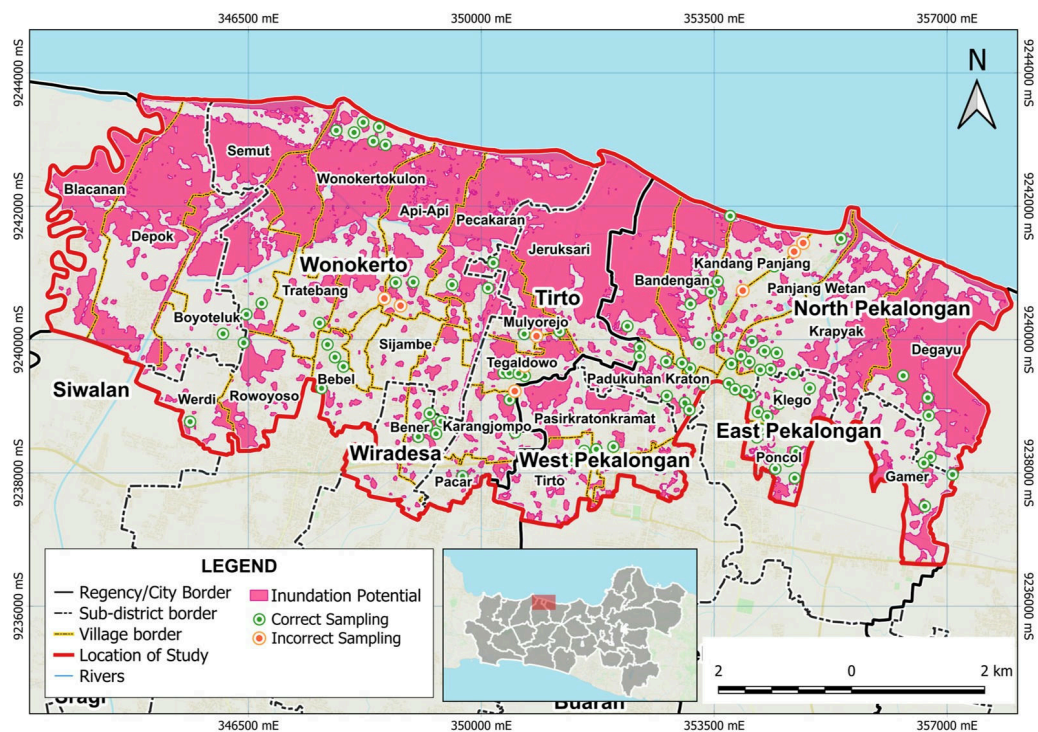 346500 mE
350000 mE
353500 mE
357000 mE
9244000 mS
9244000 mS
N
Semut
Blacanan
Wonokertokulon
Api-Api
Pecakaran
9242000 mS
9242000 mS
Depok
Jeruksari
Wonokerto
Kandang Panjang
Bandengan
Tratebang
Tirto
Panjang Wetan
North Pekalongan
Boyoteluk
Mulyorejo
Krapyak
9240000 mS
9240000 mS
Sijambe
Degayu
Tegaldowo
Siwalan
Bebel
Padukuhan Kraton
Werdi
Rowoyoso
Klego
Pasirkratonkramat
Bener
Karangjompo
East Pekalongan
Wiradesa
West Pekalongan
Poncol
9238000 mS
9238000 mS
Pacar
Tirto
Gamer
LEGEND
Regency/City Border
Sub-district border
Village border
Location of Study
Rivers
Inundation Potential
Correct Sampling
Incorrect Sampling
9236000 mS
9236000 mS
2 0 2 km
346500 mE
350000 mE
353500 mE
357000 mE